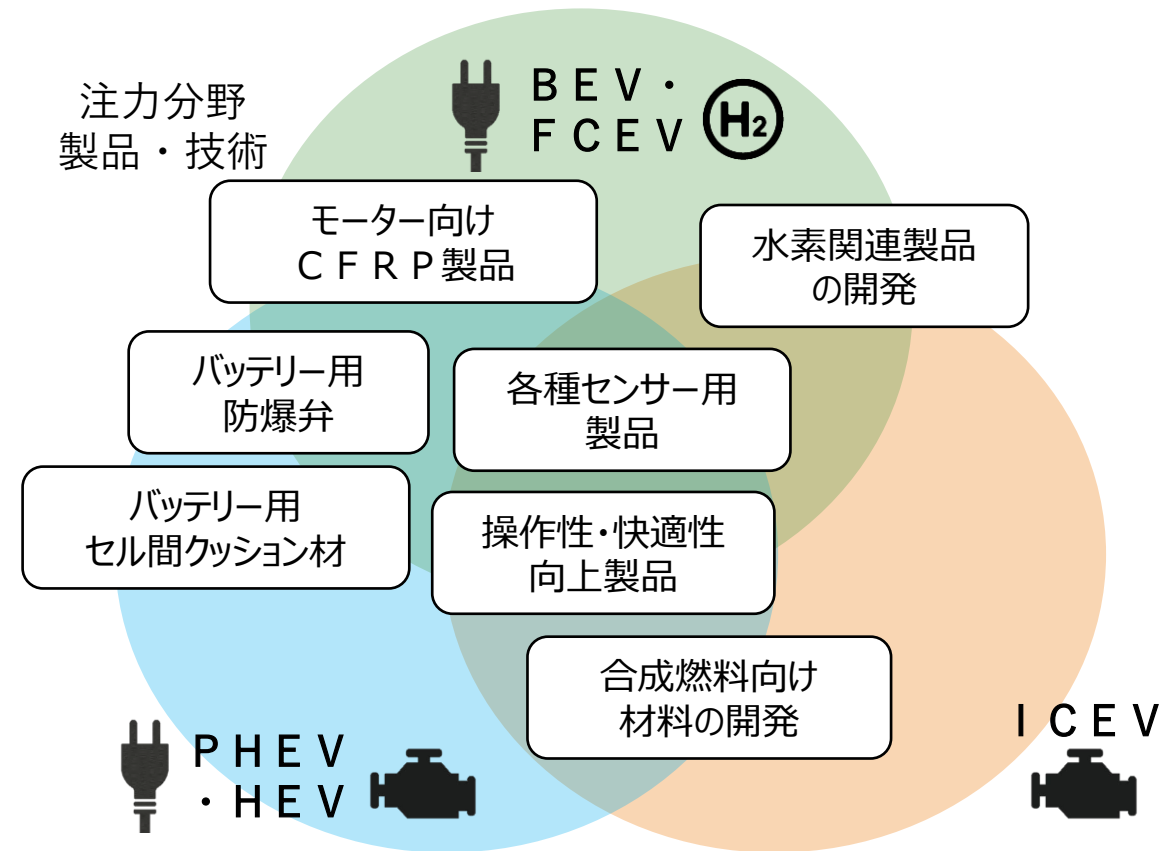 注力分野
製品・技術
ＢＥＶ・
ＦＣＥＶ
H2
モーター向け
ＣＦＲＰ製品
水素関連製品
の開発
バッテリー用
防爆弁
各種センサー用
製品
バッテリー用
セル間クッション材
操作性・快適性
向上製品
合成燃料向け
材料の開発
ＰＨＥＶ
・ＨＥＶ
ＩＣＥＶ